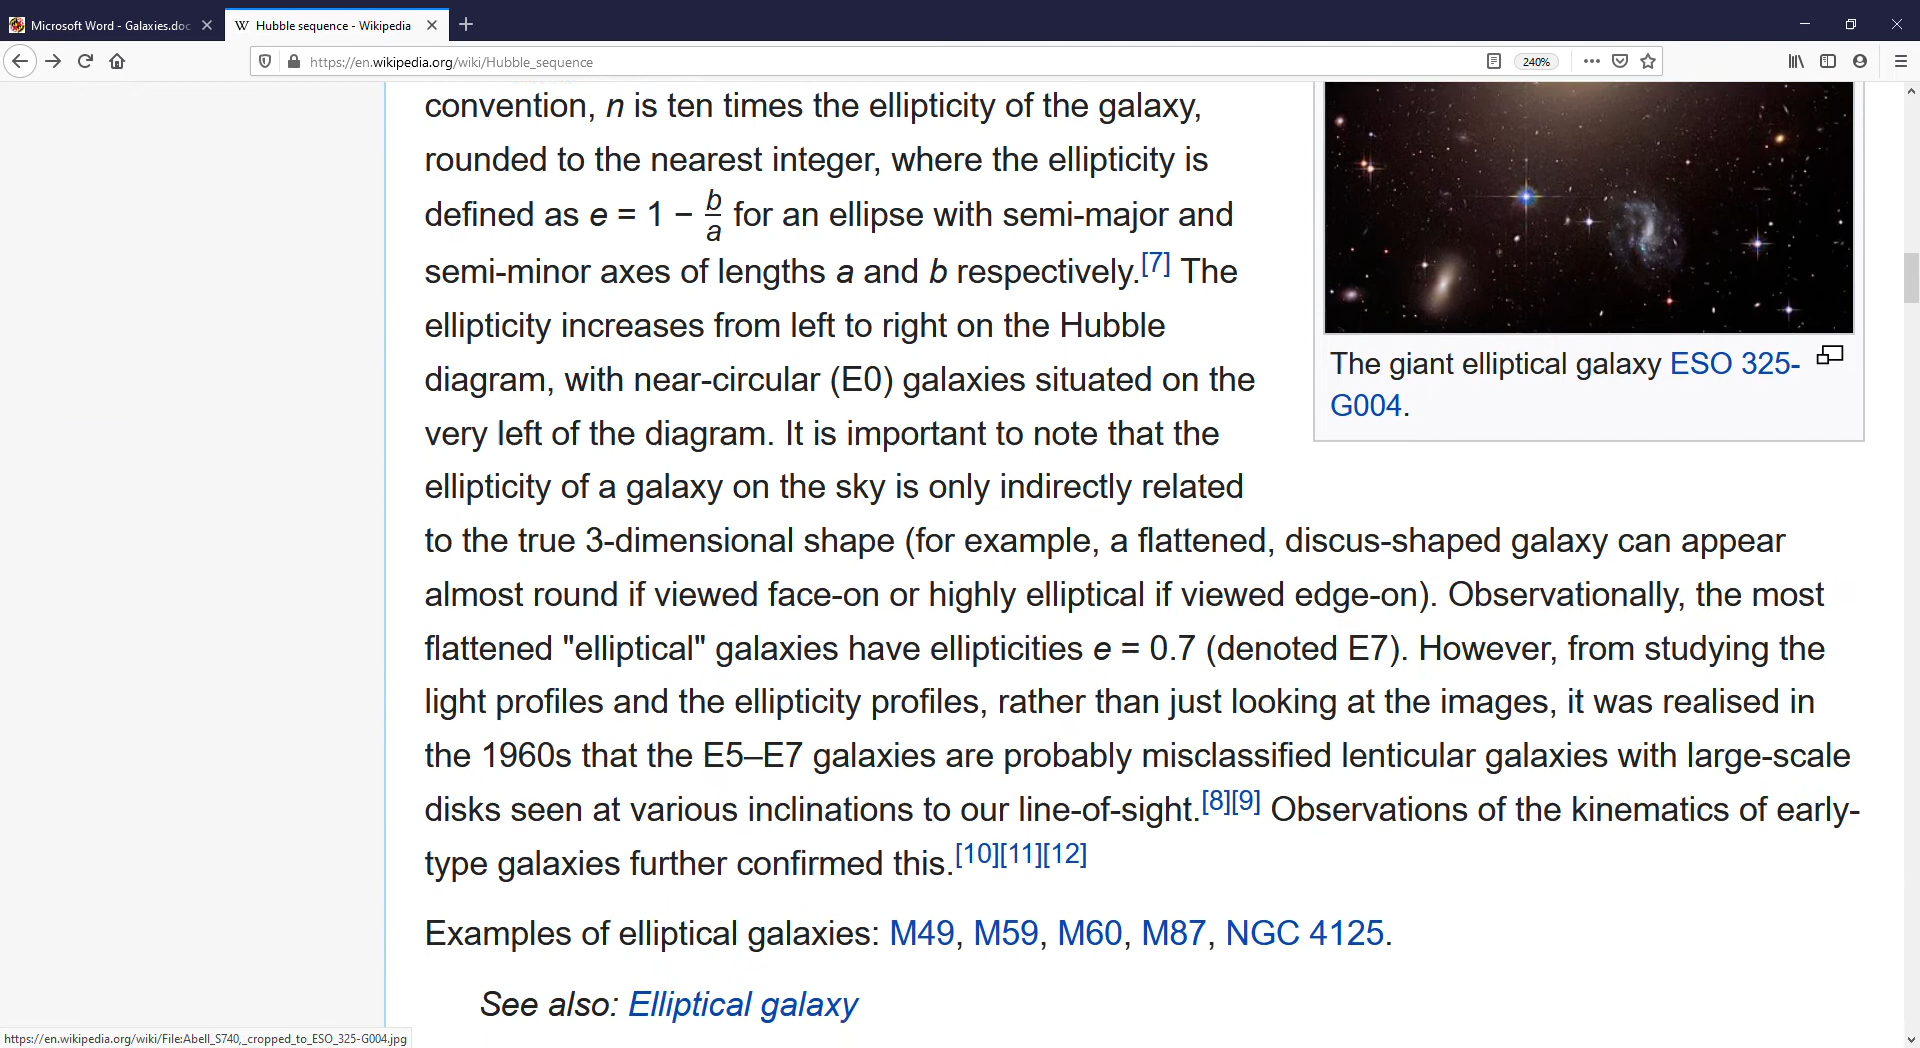 Microsoft Word - Galaxies.doc
W Hubble sequence - Wikipedia
https://en.wikipedia.org/wiki/Hubble_sequence
240%
convention, n is ten times the ellipticity of the galaxy,
rounded to the nearest integer, where the ellipticity is
defined as e = 1 − b/a for an ellipse with semi-major and
semi-minor axes of lengths a and b respectively.[7] The
ellipticity increases from left to right on the Hubble
diagram, with near-circular (E0) galaxies situated on the
very left of the diagram. It is important to note that the
ellipticity of a galaxy on the sky is only indirectly related
to the true 3-dimensional shape (for example, a flattened, discus-shaped galaxy can appear
almost round if viewed face-on or highly elliptical if viewed edge-on). Observationally, the most
flattened "elliptical" galaxies have ellipticities e = 0.7 (denoted E7). However, from studying the
light profiles and the ellipticity profiles, rather than just looking at the images, it was realised in
the 1960s that the E5–E7 galaxies are probably misclassified lenticular galaxies with large-scale
disks seen at various inclinations to our line-of-sight.[8][9] Observations of the kinematics of early-
type galaxies further confirmed this.[10][11][12]
The giant elliptical galaxy ESO 325-
G004.
Examples of elliptical galaxies: M49, M59, M60, M87, NGC 4125.
See also: Elliptical galaxy
https://en.wikipedia.org/wiki/File:Abell_S740,_cropped_to_ESO_325-G004.jpg